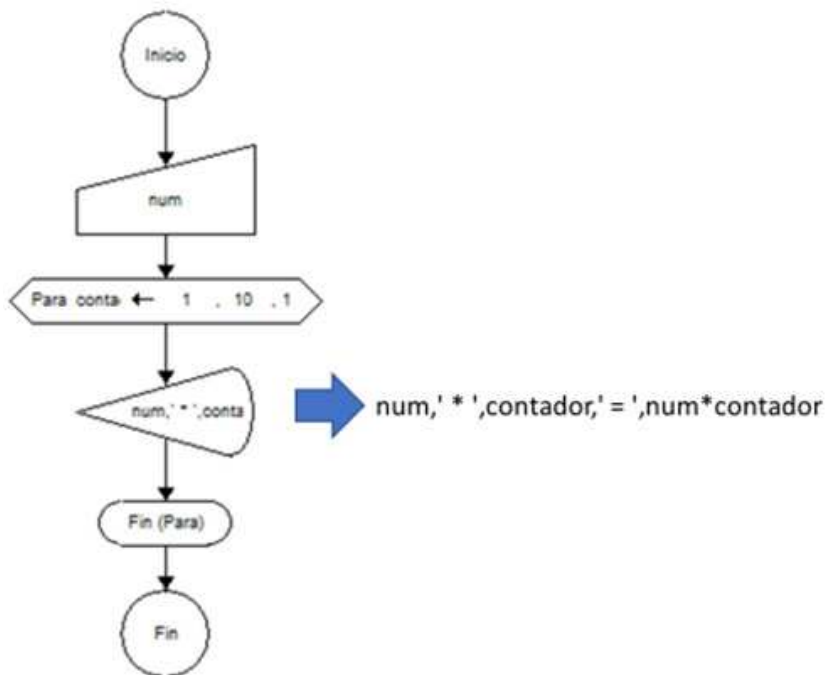 Inicio
num
Para conta ← 1 , 10 , 1
num,' * ',conta
num,' * ',contador,' = ',num*contador
Fin (Para)
Fin